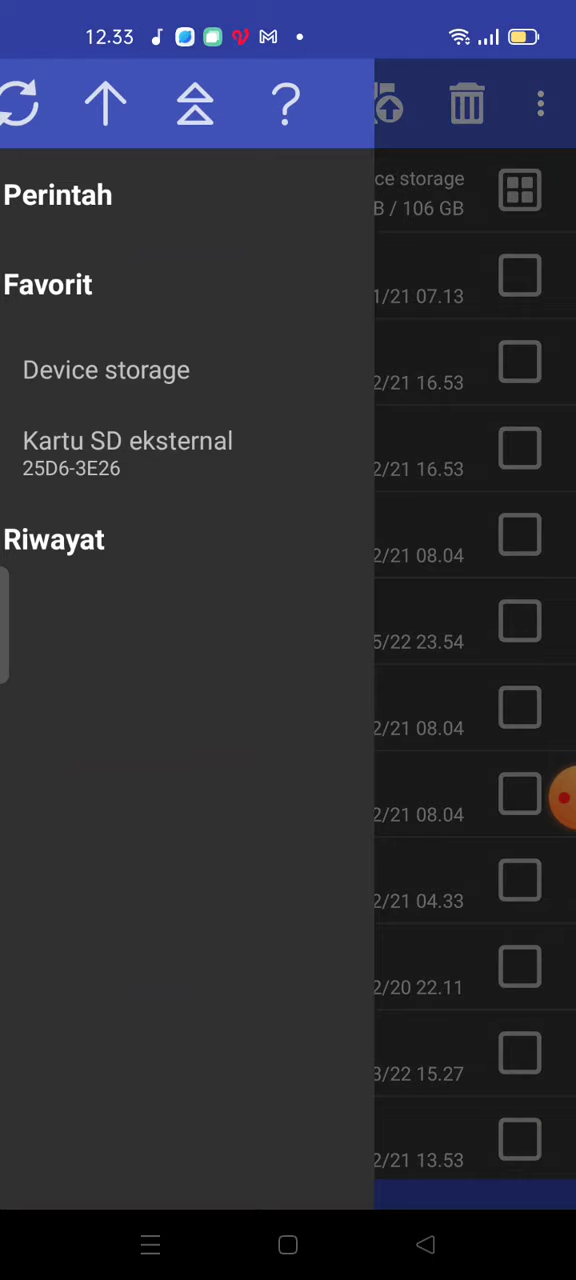 12.33
?
Perintah
ce storage
B / 106 GB
Favorit
1/21 07.13
Device storage
2/21 16.53
Kartu SD eksternal
25D6-3E26
2/21 16.53
Riwayat
2/21 08.04
5/22 23.54
2/21 08.04
2/21 08.04
2/21 04.33
2/20 22.11
3/22 15.27
2/21 13.53